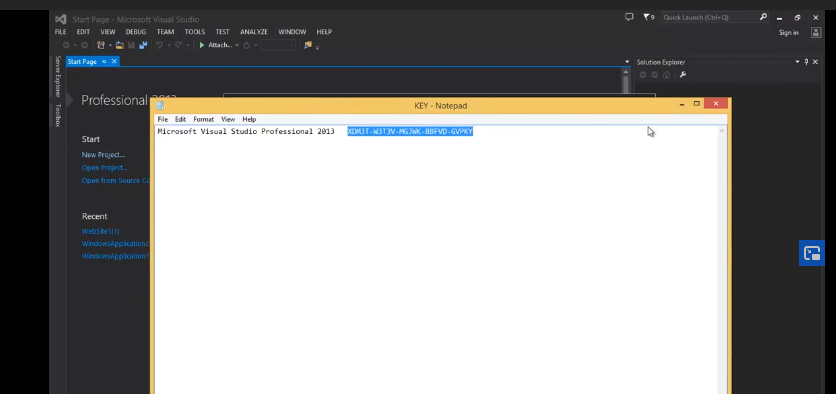 Start Page - Microsoft Visual Studio
9
Quick Launch (Ctrl+Q)
FILE EDIT VIEW DEBUG TEAM TOOLS TEST ANALYZE WINDOW HELP
Sign in
Attach...
Server Explorer
Toolbox
Start Page
Solution Explorer
Professional 2013
KEY - Notepad
File Edit Format View Help
Microsoft Visual Studio Professional 2013 XDM3T-W3T3V-MGJWK-8BFVD-GVPKY
Start
New Project...
Open Project...
Open from Source Co
Recent
WebSite1(1)
WindowsApplication2
WindowsApplication1